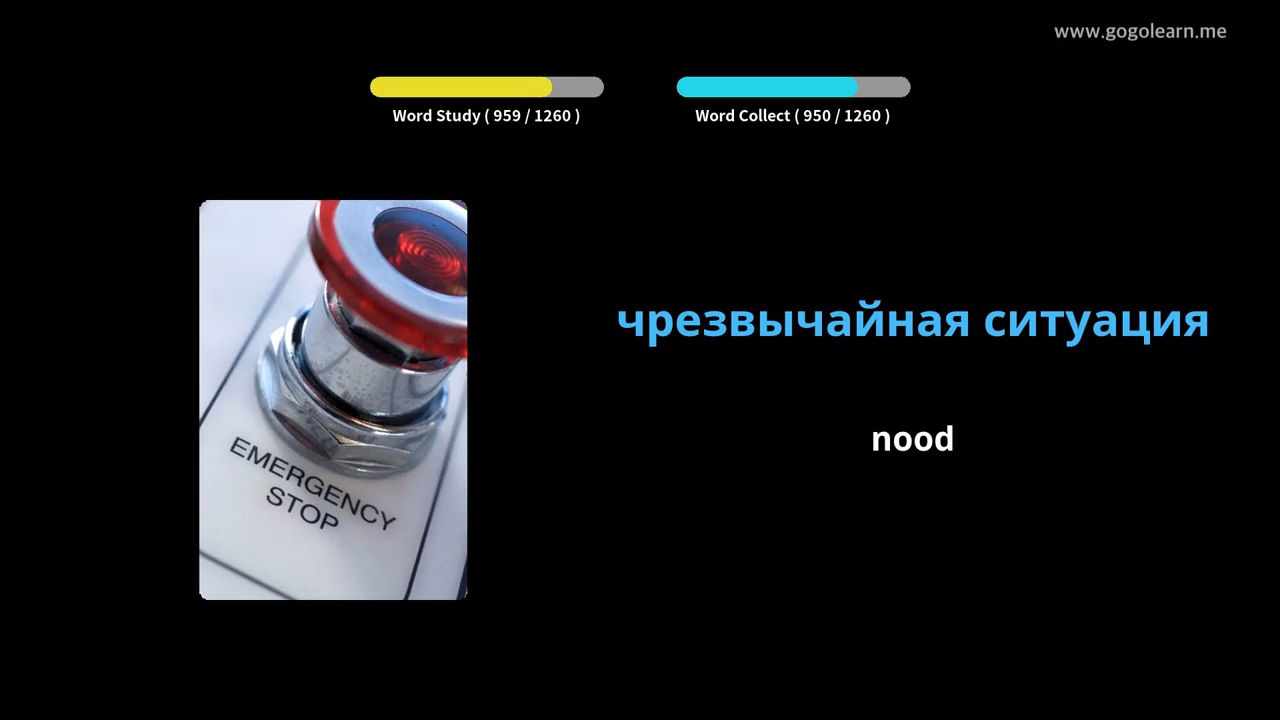 www.gogolearn.me
Word Study ( 959 / 1260 )
Word Collect ( 950 / 1260 )
чрезвычайная ситуация
nood
EMERGENCY
STOP